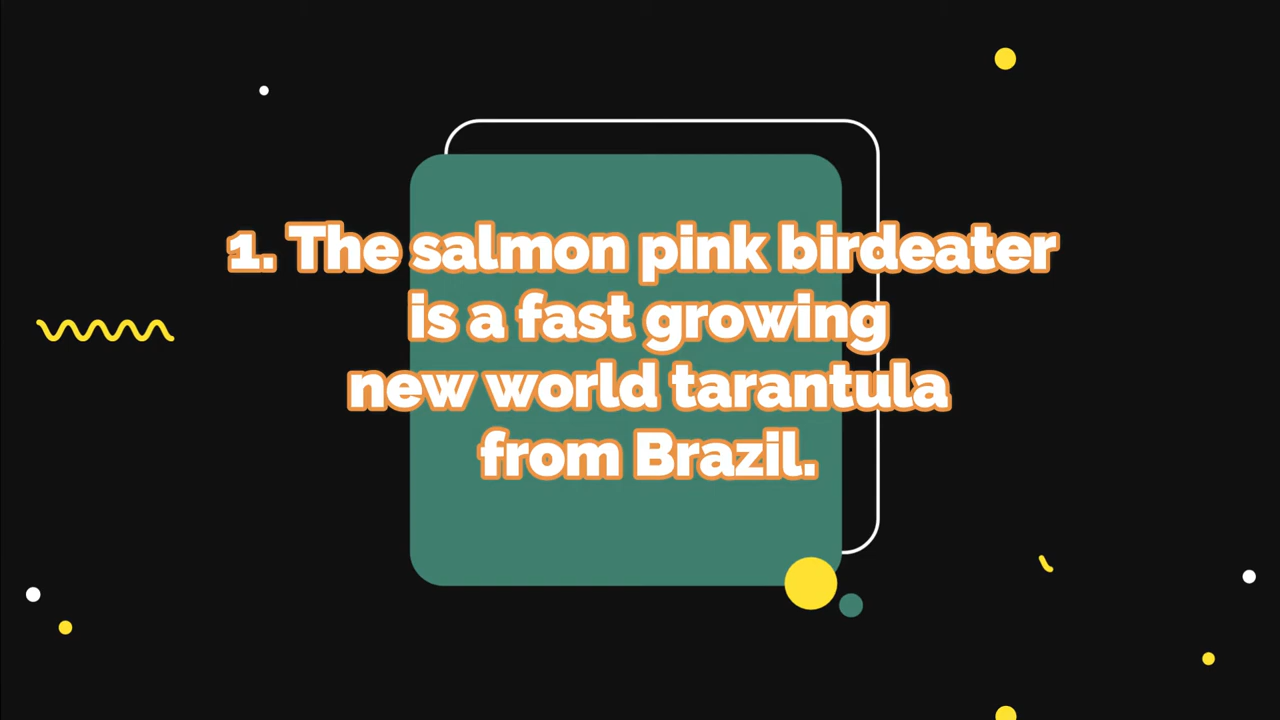 1. The salmon pink birdeater
is a fast growing
new world tarantula
from Brazil.